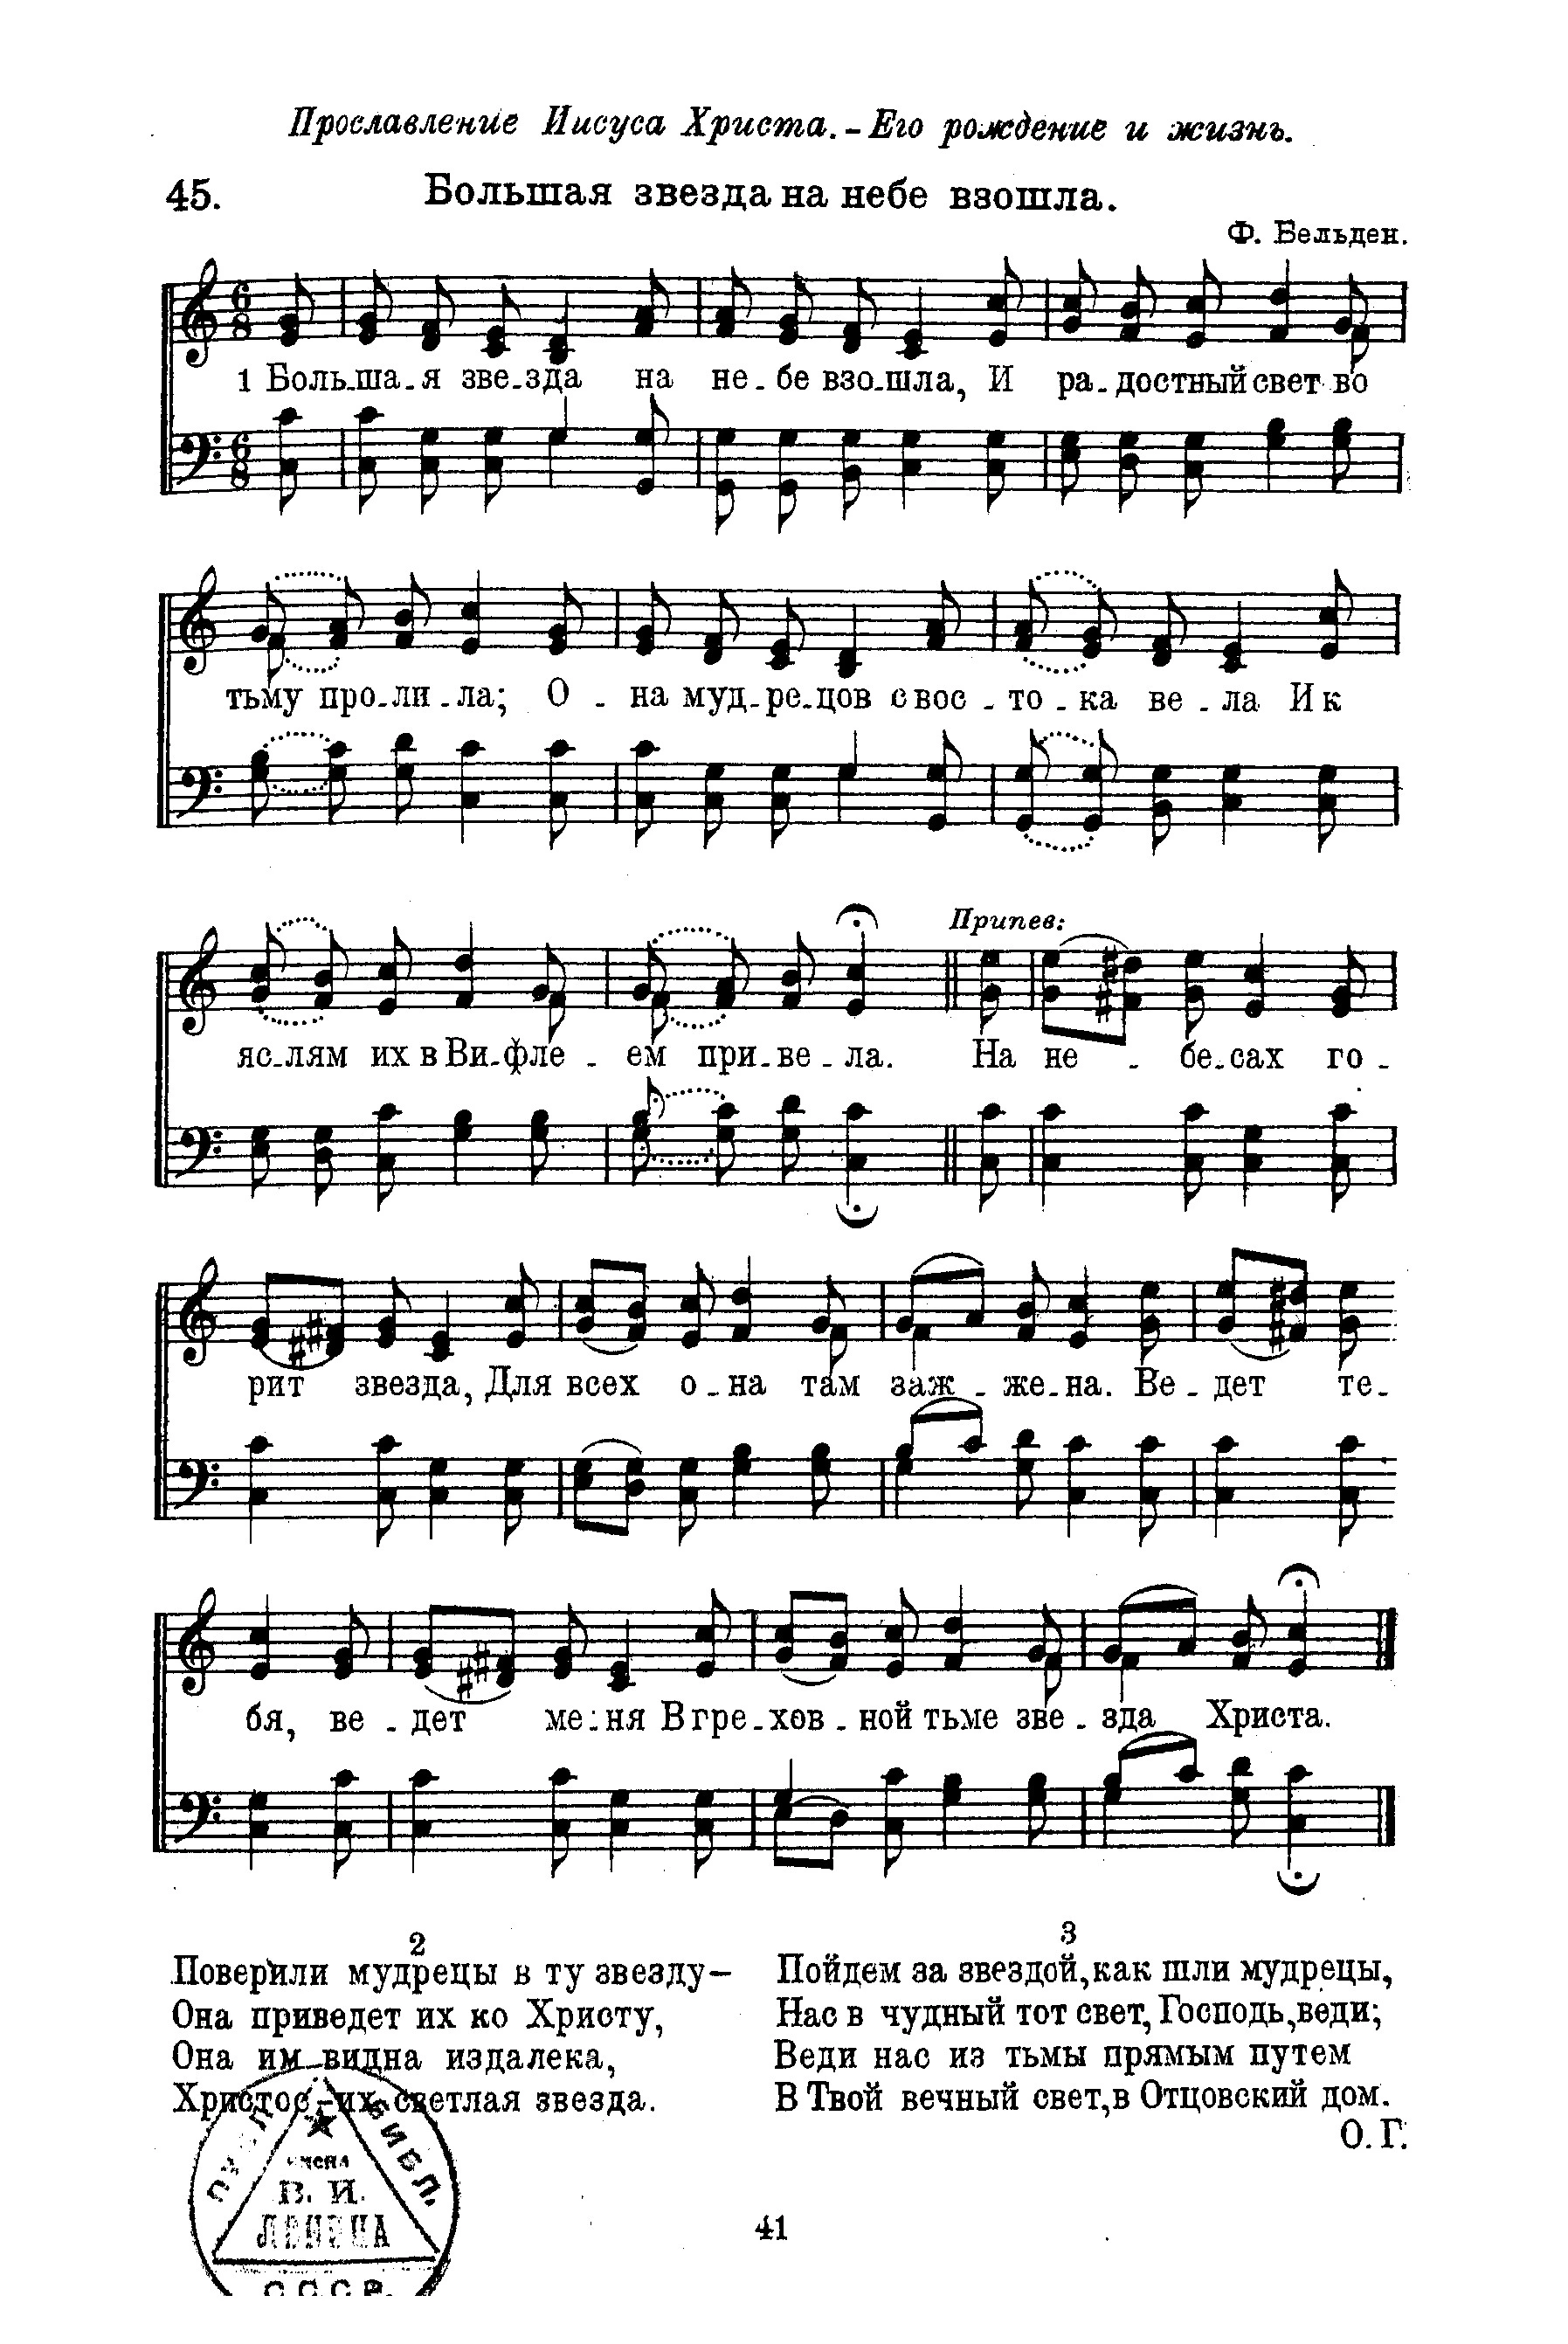 Прославление Иисуса Христа.-Его рождение и жизнь.
45. Большая звезда на небе взошла.
Ф. Бельден.
1 Боль-ша-я зве-зда на не-бе взо-шла, И ра-достный свет во
тьму про-ли-ла; О-на муд-ре-цов с вос-то-ка ве-ла И к
Припев:
яс-лям их в Ви-фле-ем при-ве-ла. На не-бе-сах го-
рит звезда, Для всех о-на там заж-же-на. Ве-дет те-
бя, ве-дет ме-ня В гре-хов-ной тьме зве-зда Христа.
2
Поверили мудрецы в ту звезду—
Она приведет их ко Христу,
Она им видна издалека,
Христос-их светлая звезда.
3
Пойдем за звездой, как шли мудрецы,
Нас в чудный тот свет, Господь, веди;
Веди нас из тьмы прямым путем
В Твой вечный свет, в Отцовский дом.
О. Г.
ПУБЛ. БИБЛ.
имени
В. И.
ЛЕНИНА
СССР.
41